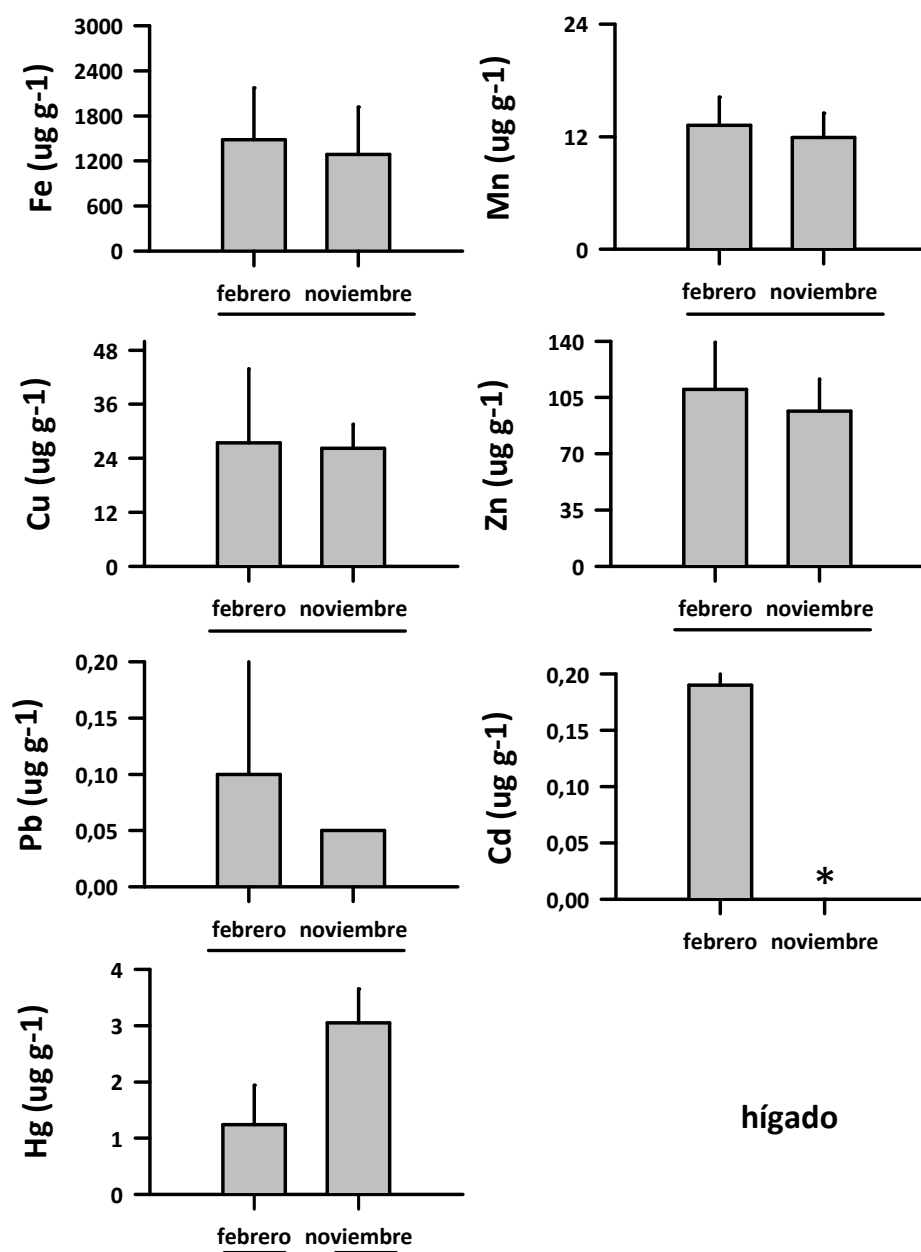 Fe (ug g-1)
3000
2400
1800
1200
600
0
febrero noviembre
Mn (ug g-1)
24
12
0
febrero noviembre
Cu (ug g-1)
48
36
24
12
0
febrero noviembre
Zn (ug g-1)
140
105
70
35
0
febrero noviembre
Pb (ug g-1)
0,20
0,15
0,10
0,05
0,00
febrero noviembre
Cd (ug g-1)
0,20
0,15
0,10
0,05
0,00
*
febrero noviembre
Hg (ug g-1)
4
3
2
1
0
febrero noviembre
hígado